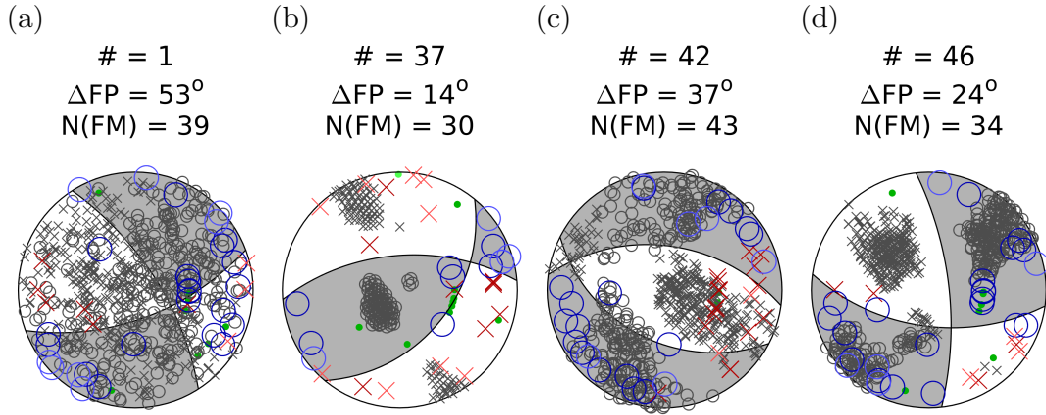 (a) (b) (c) (d)
# = 1 # = 37 # = 42 # = 46
ΔFP = 53° ΔFP = 14° ΔFP = 37° ΔFP = 24°
N(FM) = 39 N(FM) = 30 N(FM) = 43 N(FM) = 34